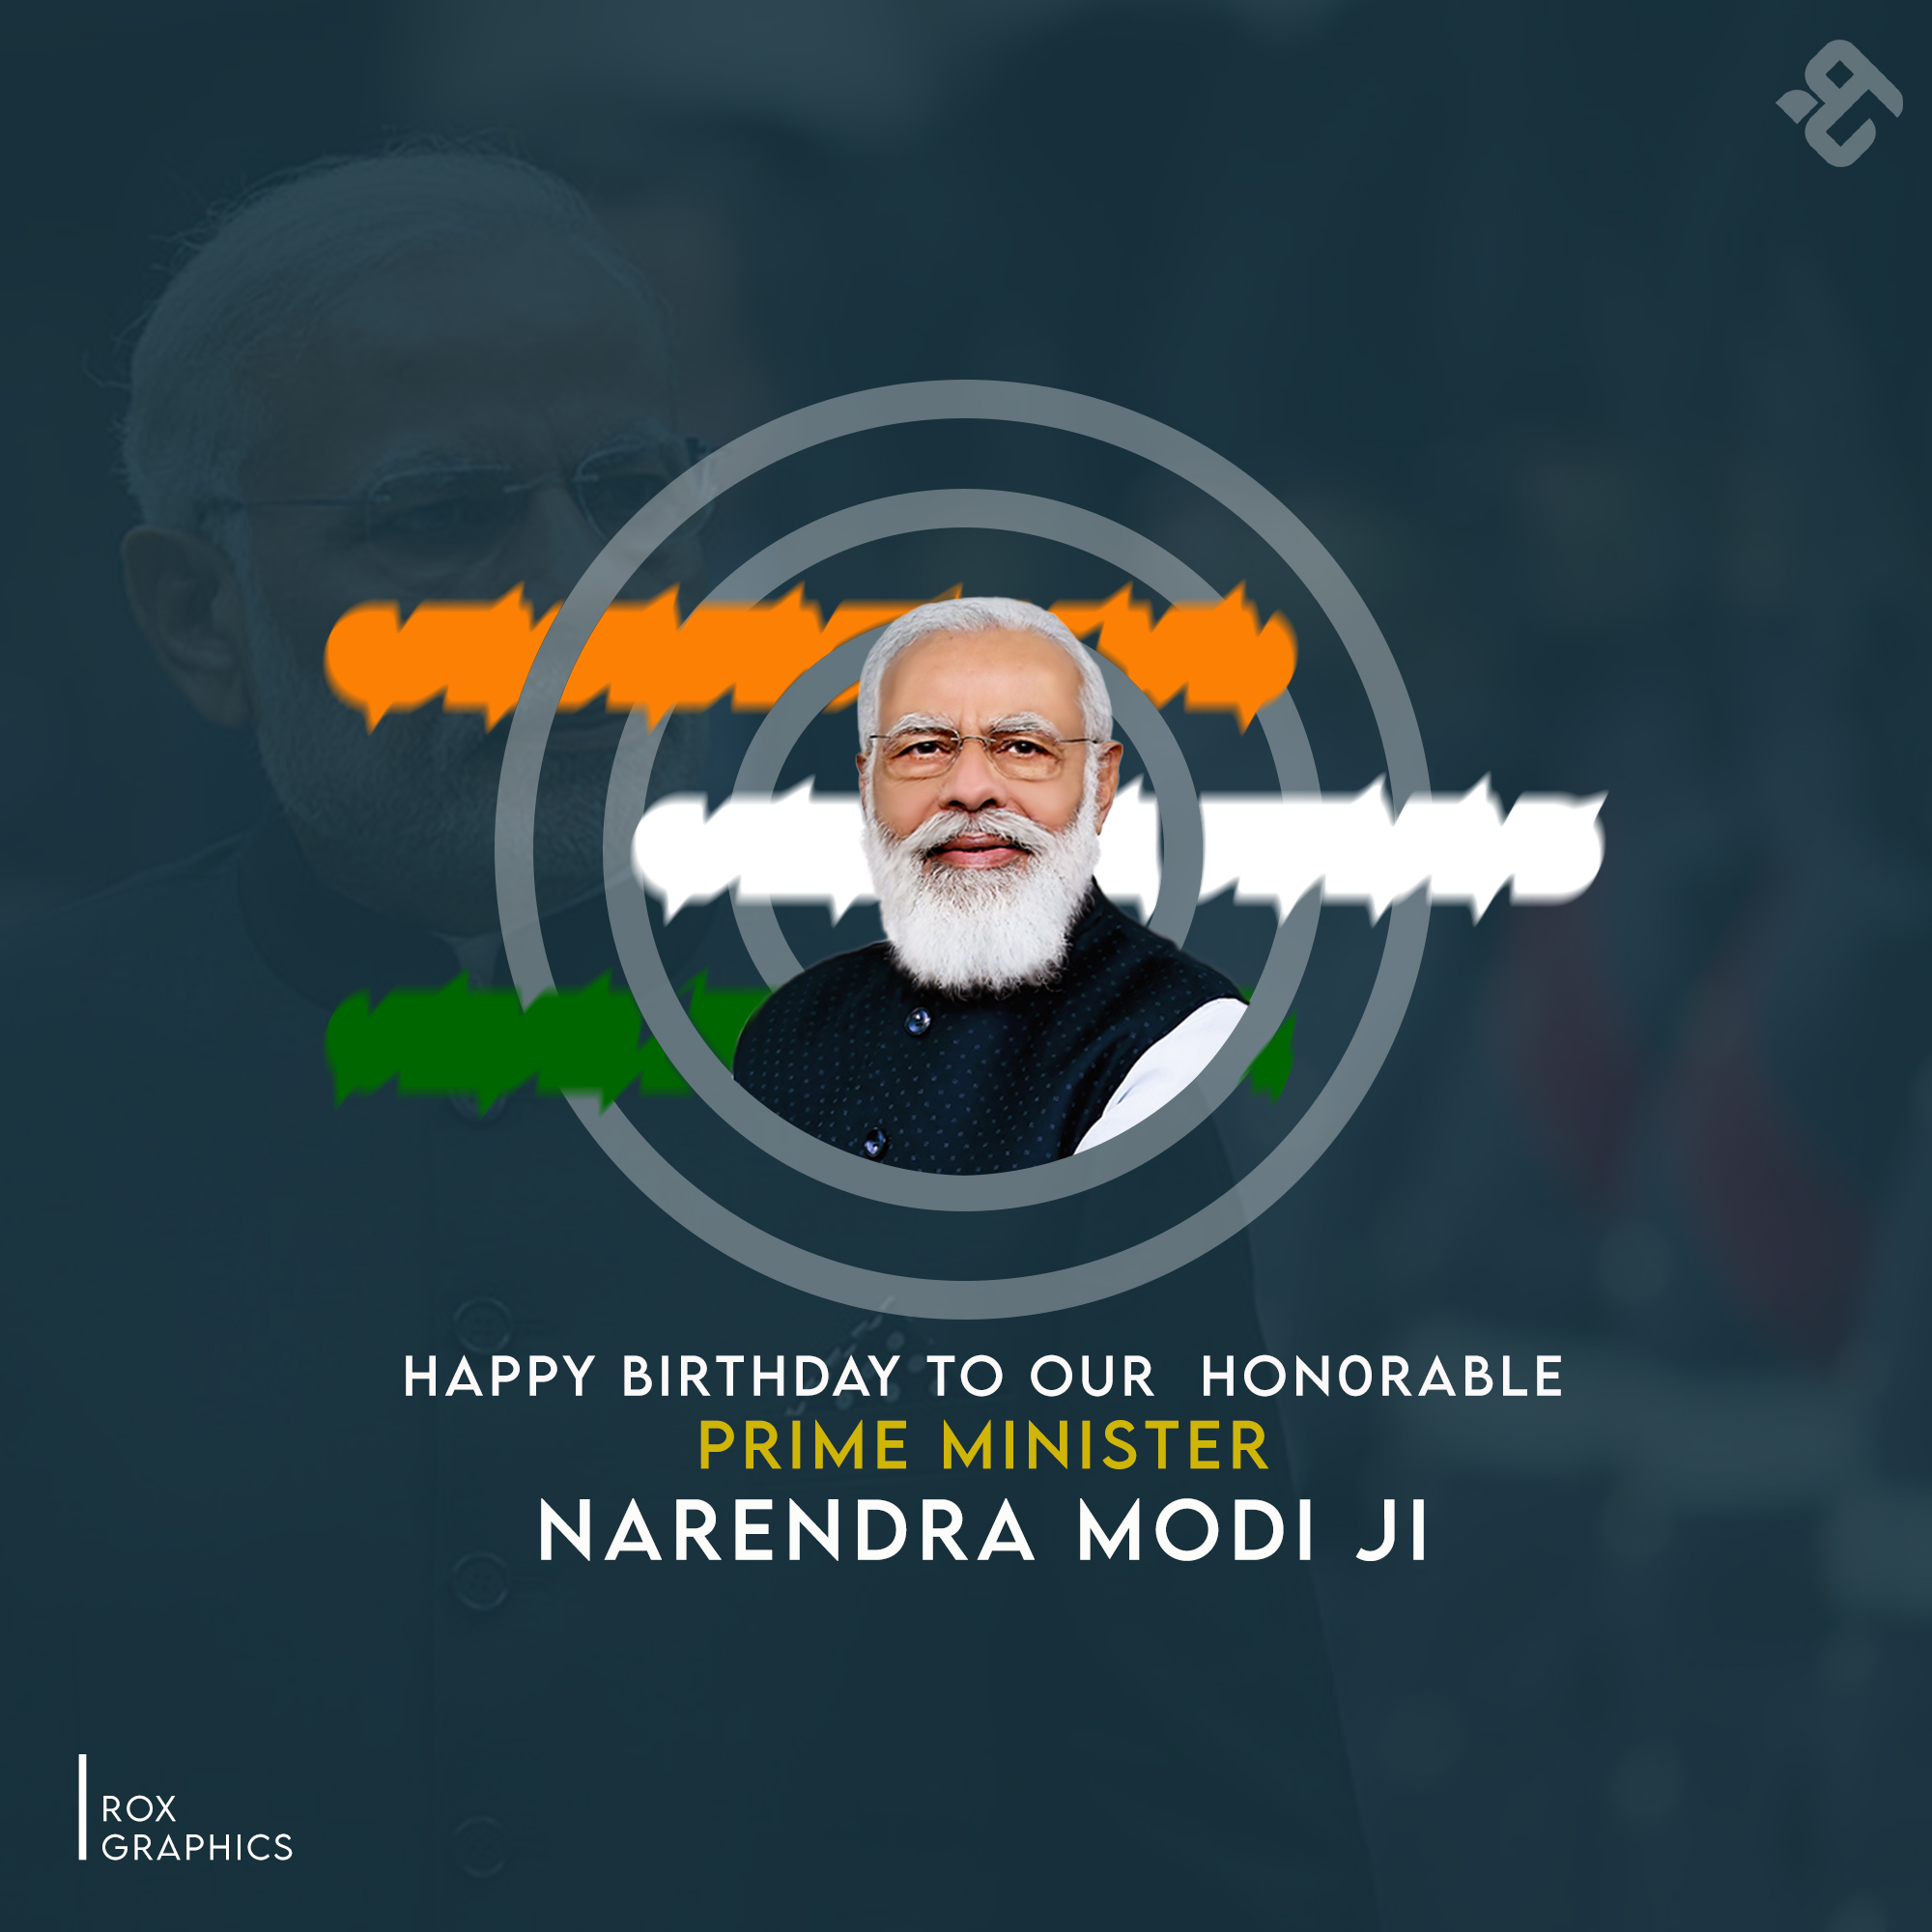 HAPPY BIRTHDAY TO OUR HON0RABLE
PRIME MINISTER
NARENDRA MODI JI
ROX
GRAPHICS